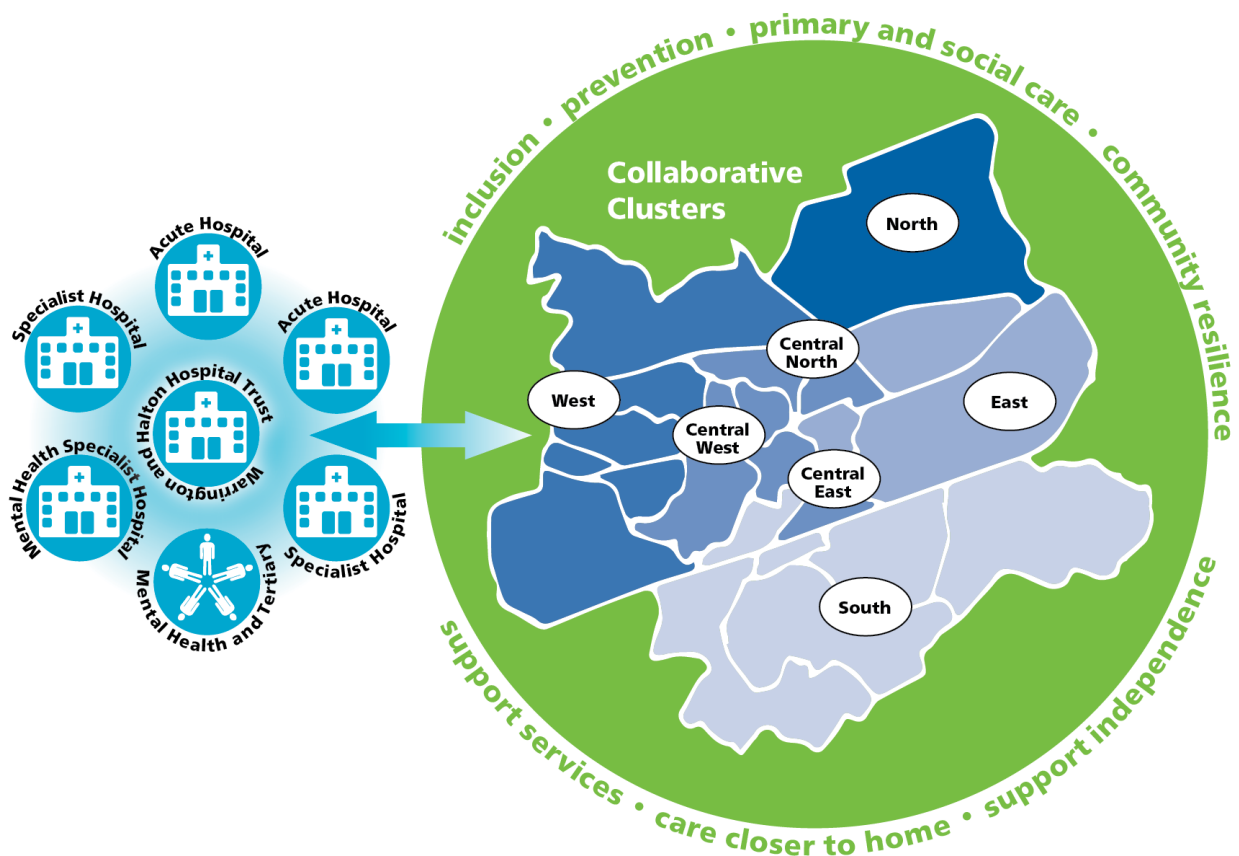 inclusion • prevention • primary and social care • community resilience
Collaborative
Clusters
North
Central
North
West
East
Central
West
Central
East
South
support services • care closer to home • support independence
Acute Hospital
Specialist Hospital
Acute Hospital
Warrington and Halton Hospital Trust
Mental Health Specialist Hospital
Specialist Hospital
Mental Health and Tertiary